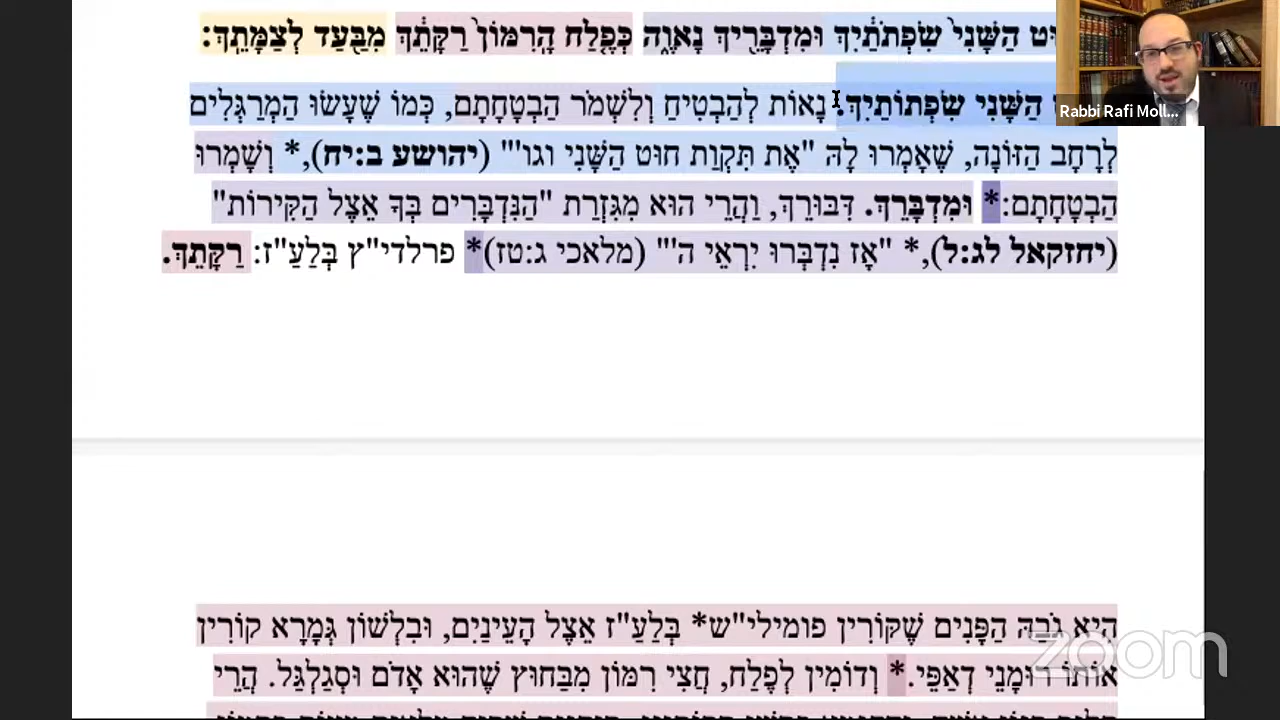 הַשָּׁנִי֙ שִׂפְתֹתַ֔יִךְ וּמִדְבָּרֵ֖יךְ נָאוֶ֑ה כְּפֶ֤לַח הָֽרִמּוֹן֙ רַקָּתֵ֔ךְ מִבַּ֖עַד לְצַמָּתֵֽךְ:
הַשָּׁנִי שִׂפְתוֹתַיִךְ. נָאוֹת לְהַבְטִיחַ וְלִשְׁמֹר הַבְטָחָתָם, כְּמוֹ שֶׁעָשׂוּ הַמְרַגְּלִים
לְרָחָב הַזּוֹנָה, שֶׁאָמְרוּ לָהּ "אֶת תִּקְוַת חוּט הַשָּׁנִי וגו'" (יהושע ב:יח),* וְשָׁמְרוּ
הַבְטָחָתָם:* וּמִדְבָּרֵךְ. דִּבּוּרֵךְ, וַהֲרֵי הוּא מִגִּזְרַת "הַנִּדְבָּרִים בְּךָ אֵצֶל הַקִּירוֹת"
(יחזקאל לג:ל),* "אָז נִדְבְּרוּ יִרְאֵי ה'" (מלאכי ג:טז)* פרלדי"ץ בְּלַעַ"ז: רַקָּתֵךְ.
הִיא גֹבַהּ הַפָּנִים שֶׁקּוֹרִין פומילי"ש* בְּלַעַ"ז אֵצֶל הָעֵינַיִם, וּבִלְשׁוֹן גְּמָרָא קוֹרִין
אוֹתוֹ רוּמָנֵי דְאַפֵּי.* וְדוֹמִין לְפֶלַח, חֲצִי רִמּוֹן מִבַּחוּץ שֶׁהוּא אָדֹם וּסְגַלְגַּל. הֲרֵי
Rabbi Rafi Moll...
zoom